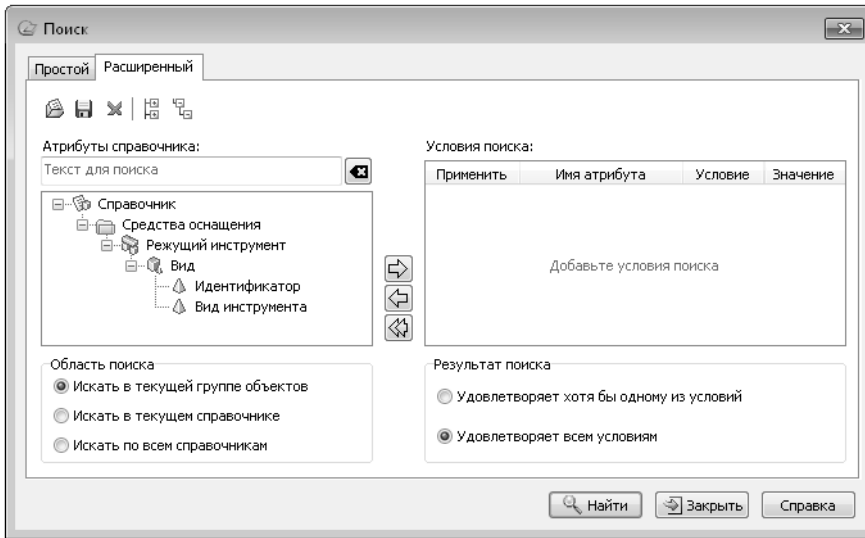 Поиск
Простой
Расширенный
Атрибуты справочника:
Текст для поиска
Справочник
Средства оснащения
Режущий инструмент
Вид
Идентификатор
Вид инструмента
Условия поиска:
Применить Имя атрибута Условие Значение
Добавьте условия поиска
Область поиска
Искать в текущей группе объектов
Искать в текущем справочнике
Искать по всем справочникам
Результат поиска
Удовлетворяет хотя бы одному из условий
Удовлетворяет всем условиям
Найти
Закрыть
Справка